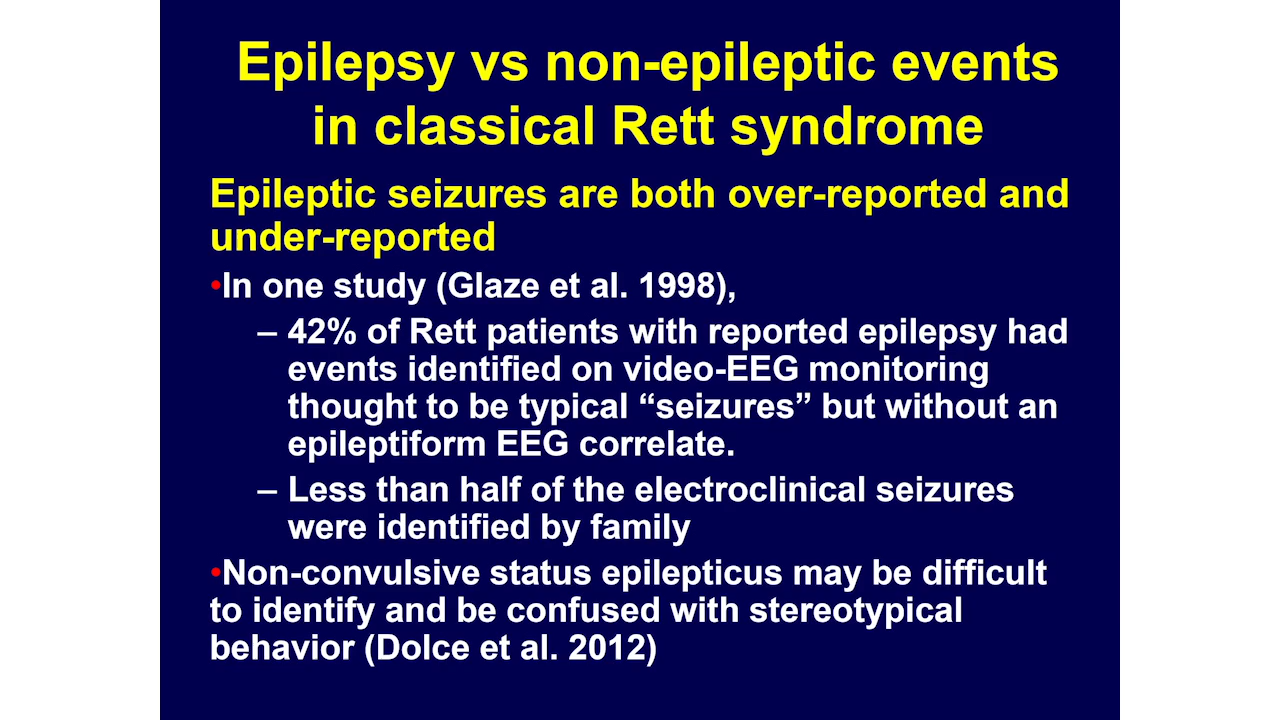 Epilepsy vs non-epileptic events
in classical Rett syndrome
Epileptic seizures are both over-reported and
under-reported
•In one study (Glaze et al. 1998),
– 42% of Rett patients with reported epilepsy had
events identified on video-EEG monitoring
thought to be typical “seizures” but without an
epileptiform EEG correlate.
– Less than half of the electroclinical seizures
were identified by family
•Non-convulsive status epilepticus may be difficult
to identify and be confused with stereotypical
behavior (Dolce et al. 2012)